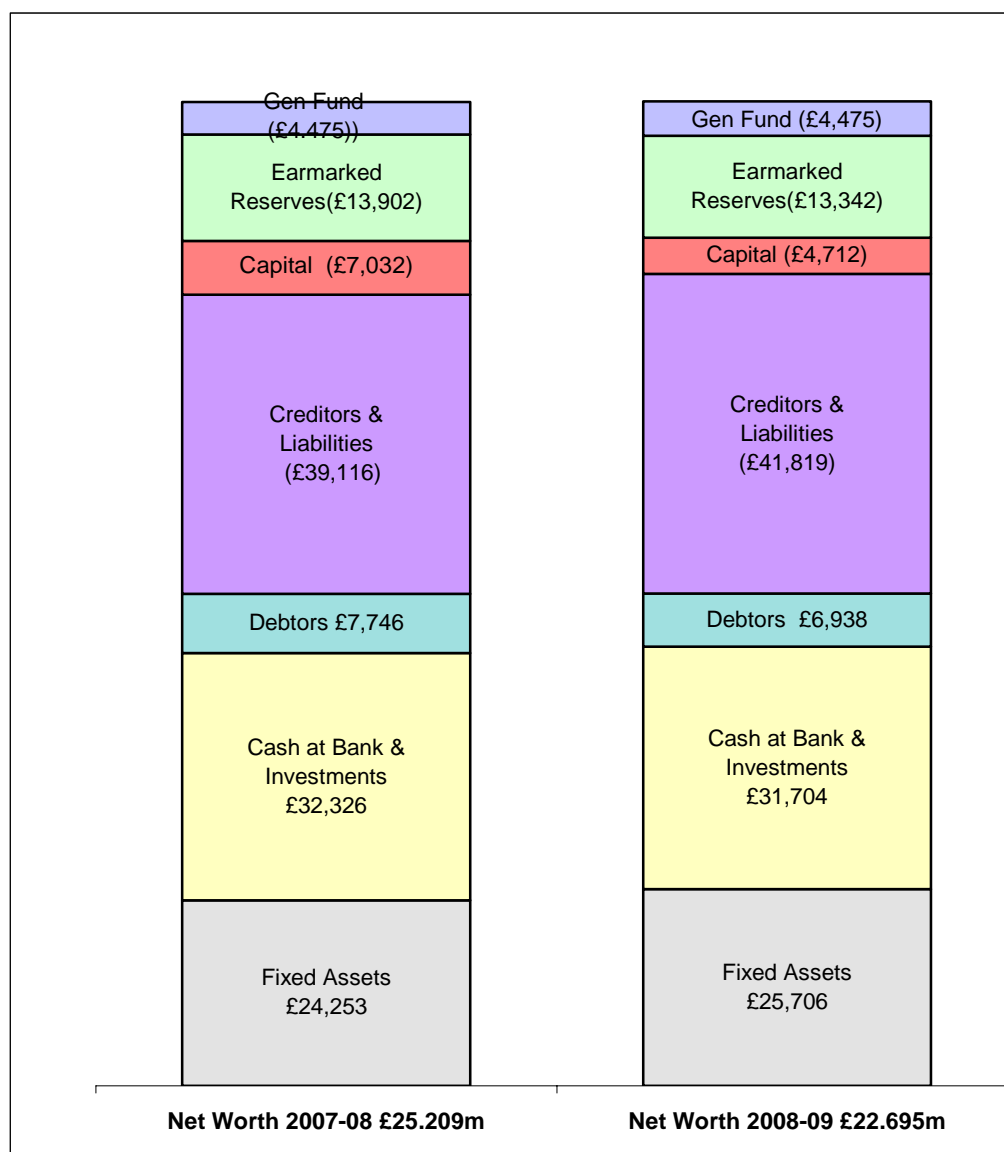 Gen Fund
(£4.475))
Earmarked
Reserves(£13,902)
Capital (£7,032)
Creditors &
Liabilities
(£39,116)
Debtors £7,746
Cash at Bank &
Investments
£32,326
Fixed Assets
£24,253
Net Worth 2007-08 £25.209m
Gen Fund (£4,475)
Earmarked
Reserves(£13,342)
Capital (£4,712)
Creditors &
Liabilities
(£41,819)
Debtors £6,938
Cash at Bank &
Investments
£31,704
Fixed Assets
£25,706
Net Worth 2008-09 £22.695m